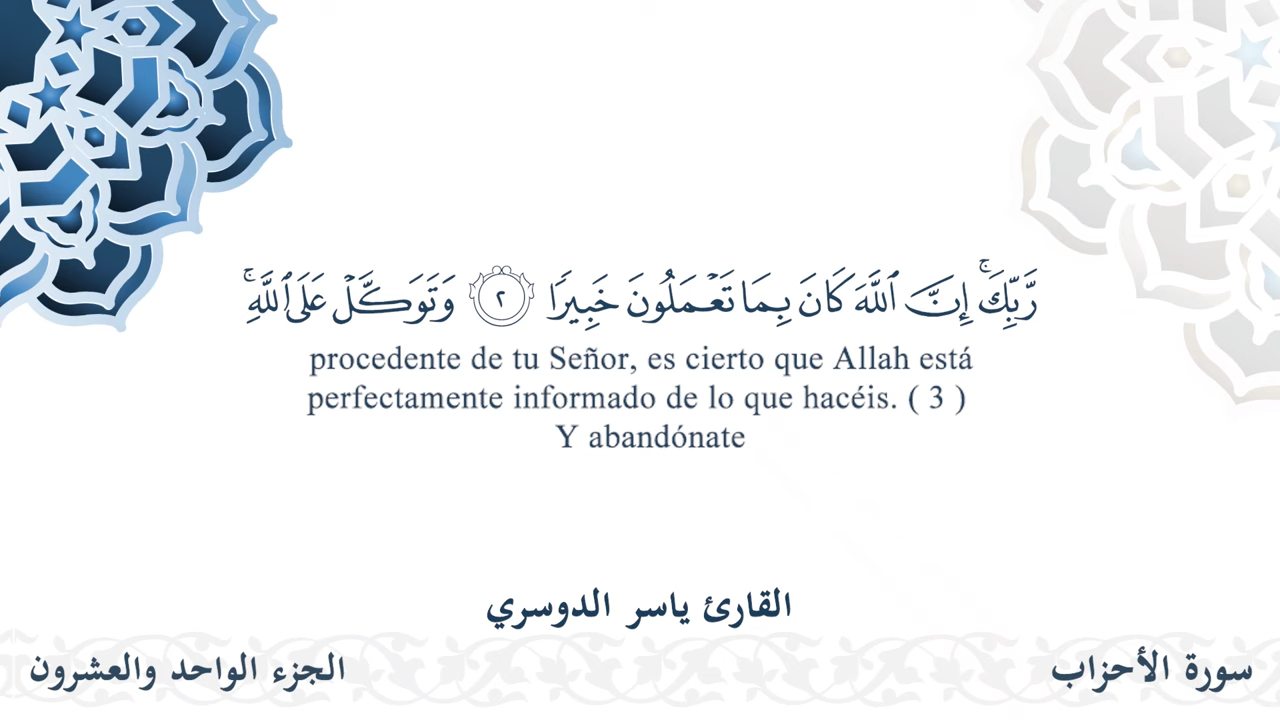 رَّبِّكَۚ إِنَّ ٱللَّهَ كَانَ بِمَا تَعۡمَلُونَ خَبِيرٗا ٢ وَتَوَكَّلۡ عَلَى ٱللَّهِۚ
procedente de tu Señor, es cierto que Allah está
perfectamente informado de lo que hacéis. ( 3 )
Y abandónate
القارئ ياسر الدوسري
سورة الأحزاب
الجزء الواحد والعشرون